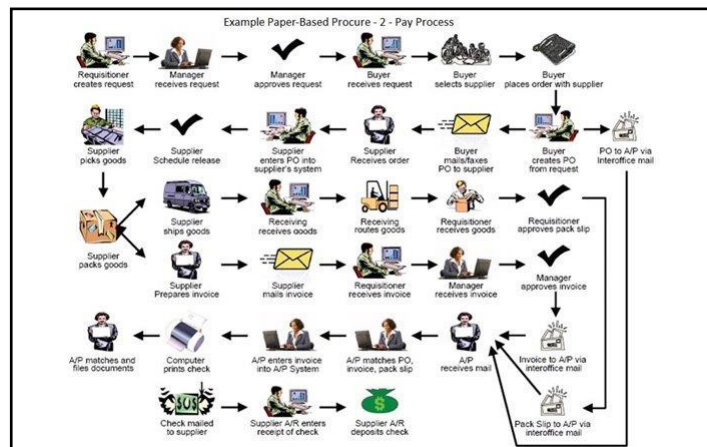 Example Paper-Based Procure - 2 - Pay Process
Requisitioner
creates request
Manager
receives request
Manager
approves request
Buyer
receives request
Buyer
selects supplier
Buyer
places order with supplier
Supplier
picks goods
Supplier
Schedule release
Supplier
enters PO into
supplier's system
Supplier
Receives order
Buyer
mails/faxes
PO to supplier
Buyer
creates PO
from request
PO to A/P via
Interoffice mail
Supplier
packs goods
Supplier
ships goods
Receiving
receives goods
Receiving
routes goods
Requisitioner
receives goods
Requisitioner
approves pack slip
Supplier
Prepares invoice
Supplier
mails invoice
Requisitioner
receives invoice
Manager
receives invoice
Manager
approves invoice
A/P matches and
files documents
Computer
prints check
A/P enters invoice
into A/P System
A/P matches PO,
invoice, pack slip
A/P
receives mail
Invoice to A/P via
interoffice mail
$US
Check mailed
to supplier
Supplier A/R enters
receipt of check
$
Supplier A/R
deposits check
Pack Slip to A/P via
interoffice mail